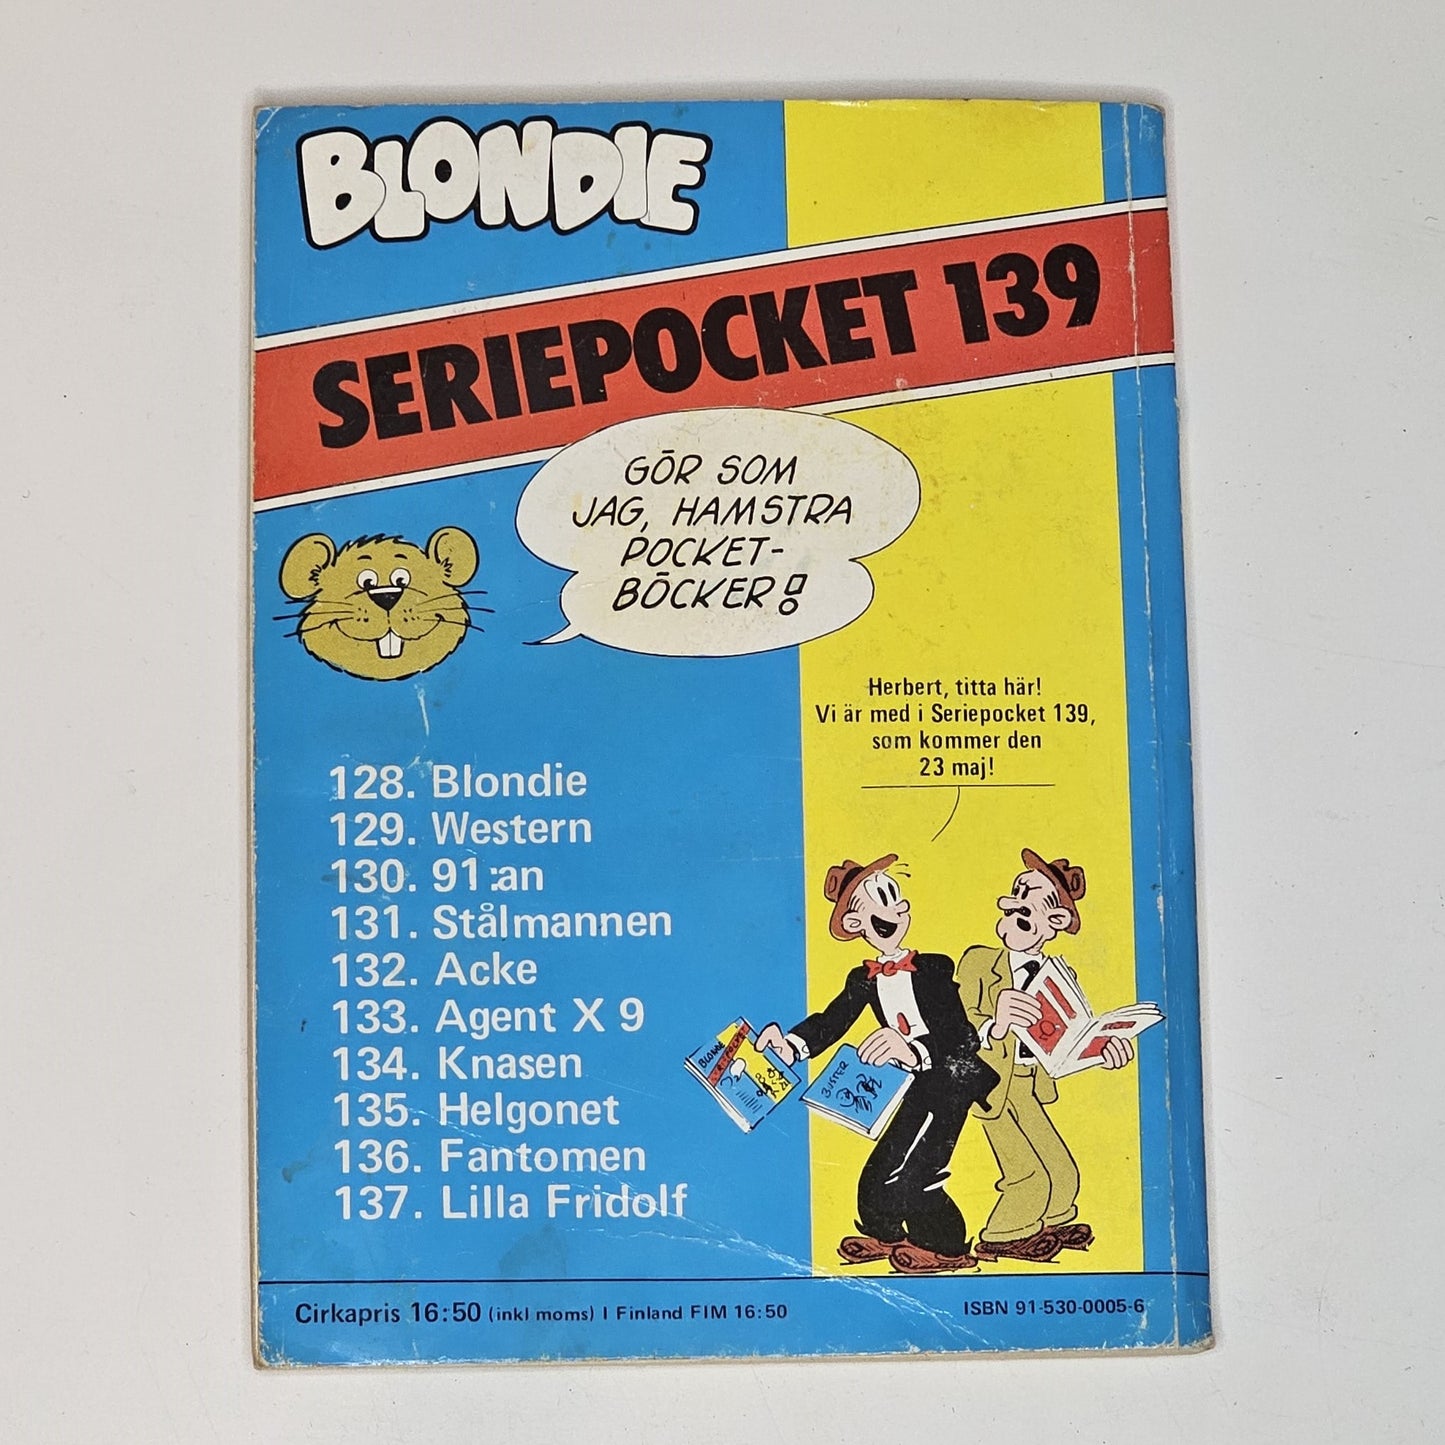 BLONDIE
SERIEPOCKET 139
GÖR SOM
JAG, HAMSTRA
POCKET-
BÖCKER!
Herbert, titta här!
Vi är med i Seriepocket 139,
som kommer den
23 maj!
128. Blondie
129. Western
130. 91:an
131. Stålmannen
132. Acke
133. Agent X 9
134. Knasen
135. Helgonet
136. Fantomen
137. Lilla Fridolf
BLONDIE
BUSTER
Cirkapris 16:50 (inkl moms) I Finland FIM 16:50
ISBN 91-530-0005-6